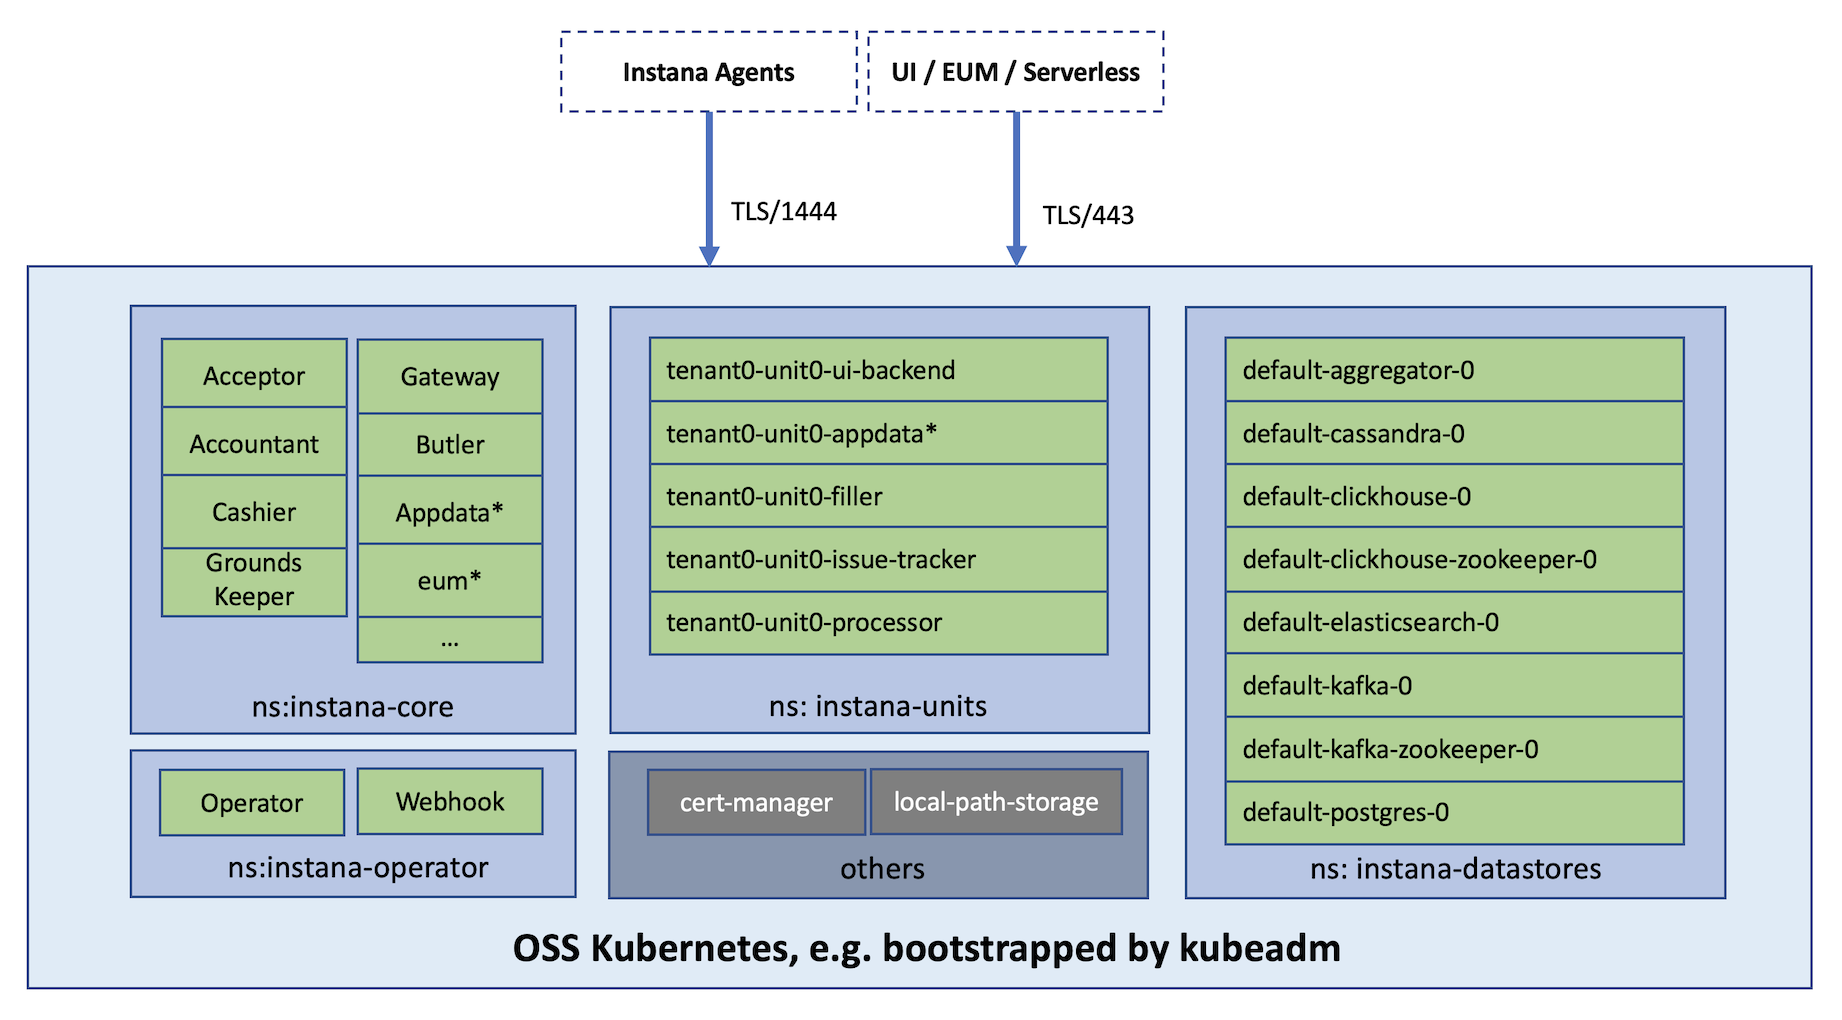 Instana Agents
UI / EUM / Serverless
TLS/1444
TLS/443
Acceptor
Accountant
Cashier
Grounds
Keeper
Gateway
Butler
Appdata*
eum*
...
ns:instana-core
tenant0-unit0-ui-backend
tenant0-unit0-appdata*
tenant0-unit0-filler
tenant0-unit0-issue-tracker
tenant0-unit0-processor
ns: instana-units
default-aggregator-0
default-cassandra-0
default-clickhouse-0
default-clickhouse-zookeeper-0
default-elasticsearch-0
default-kafka-0
default-kafka-zookeeper-0
default-postgres-0
ns: instana-datastores
Operator
Webhook
ns:instana-operator
cert-manager
local-path-storage
others
OSS Kubernetes, e.g. bootstrapped by kubeadm